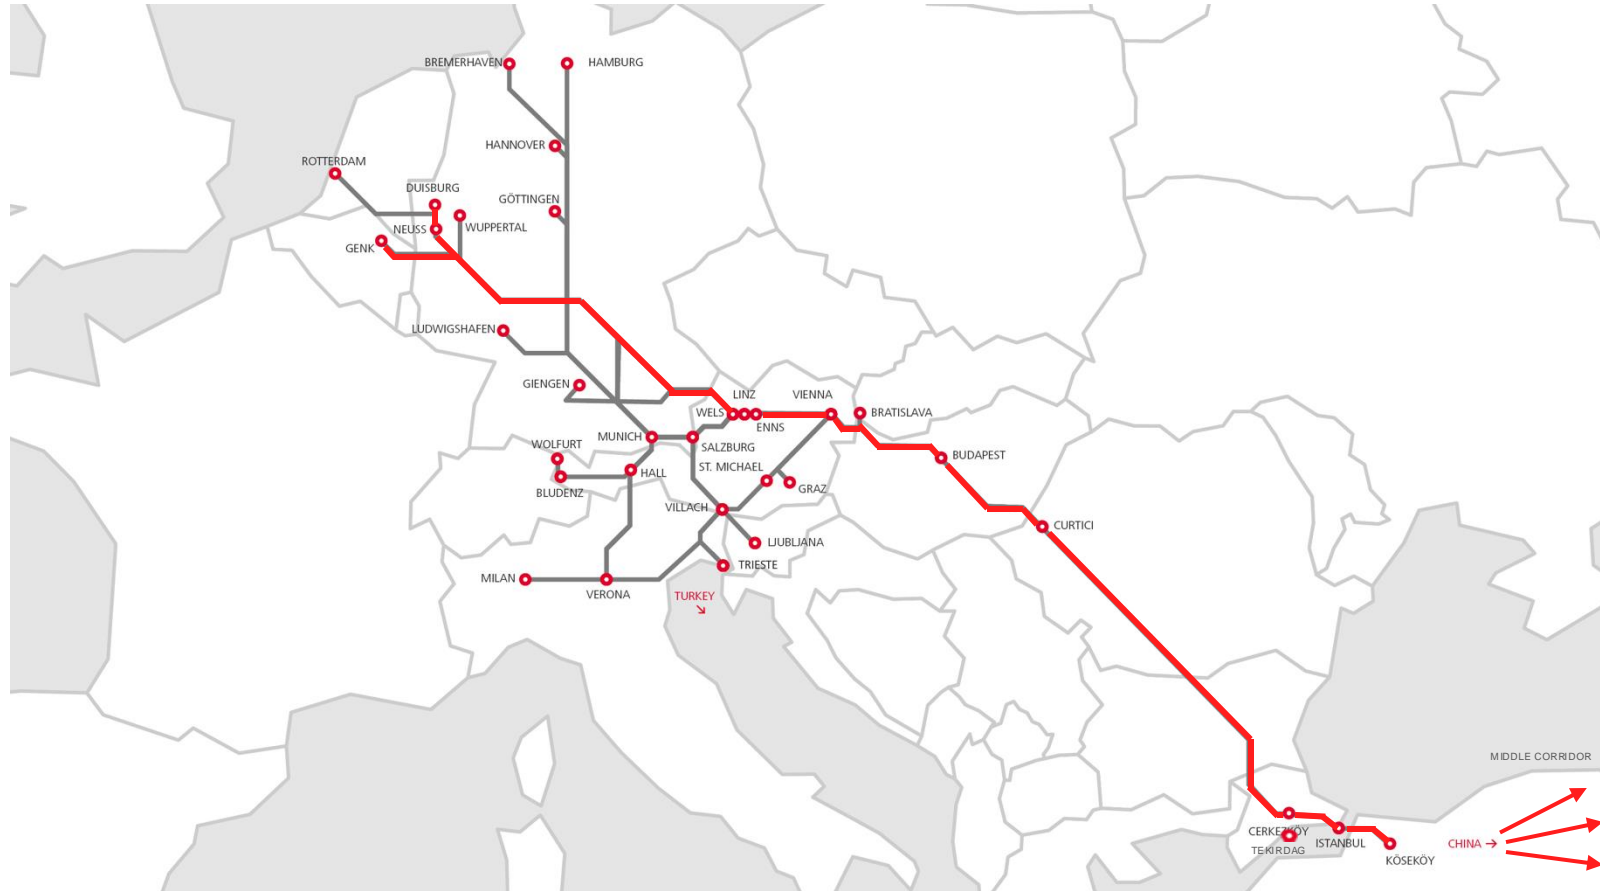 BREMERHAVEN
HAMBURG
HANNOVER
ROTTERDAM
DUISBURG
GÖTTINGEN
NEUSS
WUPPERTAL
GENK
LUDWIGSHAFEN
GIENGEN
LINZ
VIENNA
WELS
BRATISLAVA
ENNS
MUNICH
WOLFURT
SALZBURG
BUDAPEST
ST. MICHAEL
HALL
BLUDENZ
GRAZ
VILLACH
CURTICI
LJUBLJANA
TRIESTE
MILAN
VERONA
TURKEY
↘
MIDDLE CORRIDOR
CERKEZKÖY
ISTANBUL
CHINA →
TEKIRDAG
KÖSEKÖY